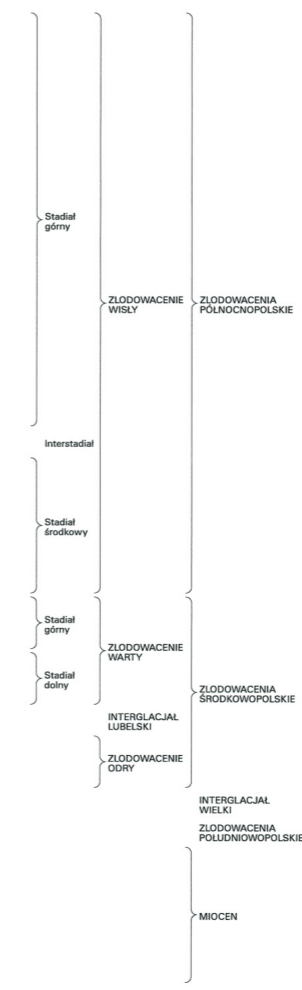 Stadiał
górny
ZLODOWACENIE
WISŁY
ZLODOWACENIA
PÓŁNOCNOPOLSKIE
Interstadiał
Stadiał
środkowy
Stadiał
górny
ZLODOWACENIE
WARTY
Stadiał
dolny
ZLODOWACENIA
ŚRODKOWOPOLSKIE
INTERGLACJAŁ
LUBELSKI
ZLODOWACENIE
ODRY
INTERGLACJAŁ
WIELKI
ZLODOWACENIA
POŁUDNIOWOPOLSKIE
MIOCEN